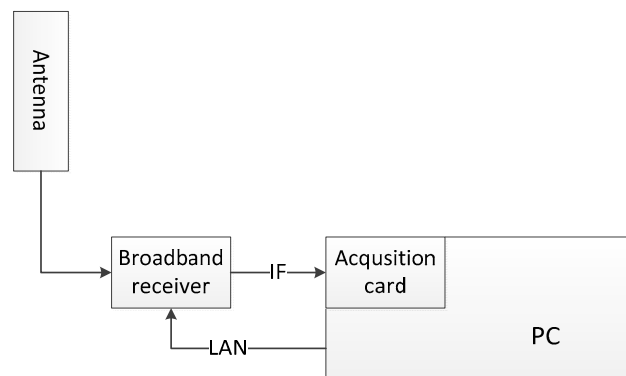 Antenna
Broadband
receiver
IF
Acqusition
card
LAN
PC